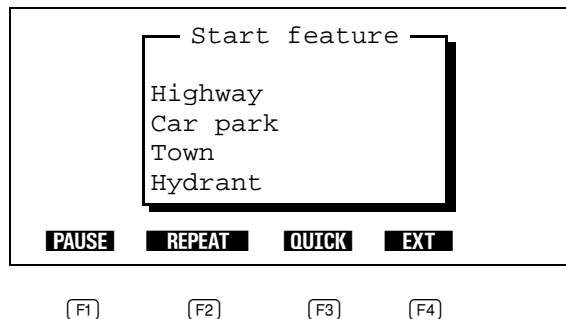 Start feature
Highway
Car park
Town
Hydrant
PAUSE REPEAT QUICK EXT
F1 F2 F3 F4